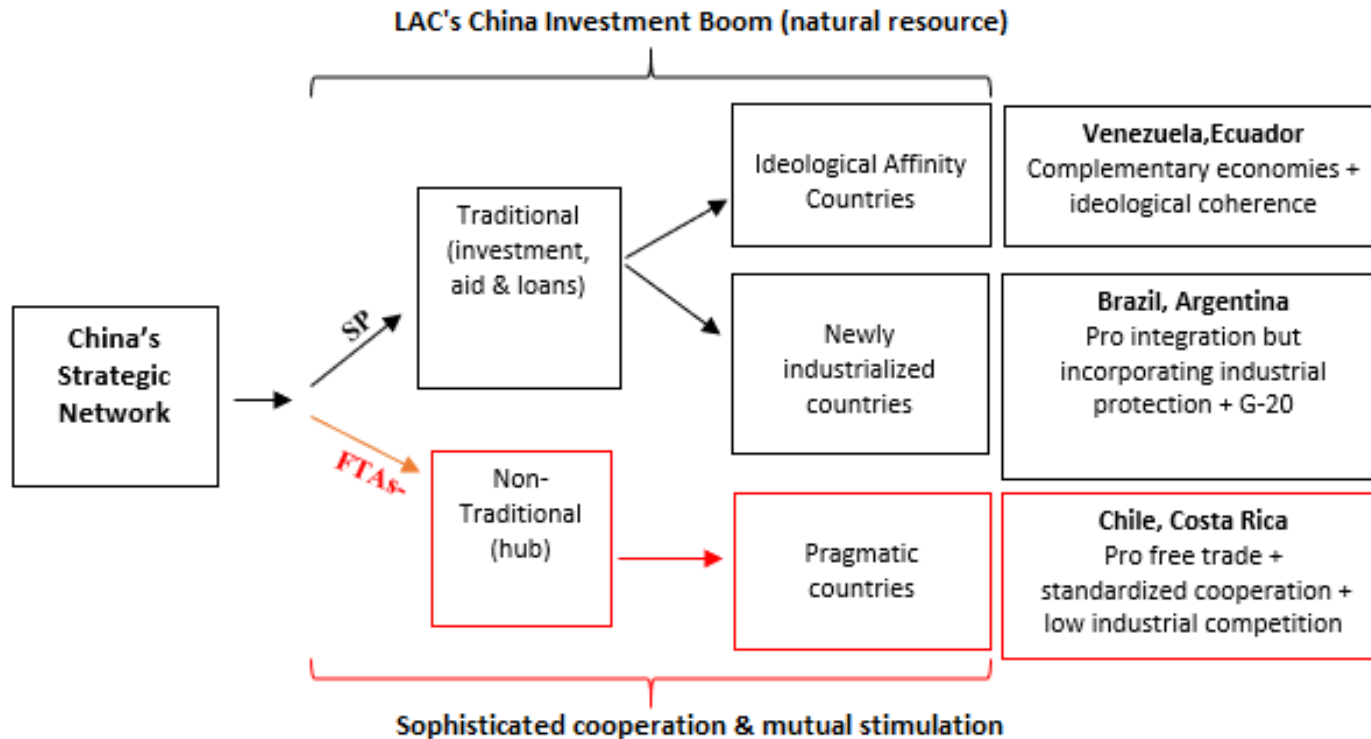 LAC's China Investment Boom (natural resource)
China's
Strategic
Network
SP
FTAs-
Traditional
(investment,
aid & loans)
Non-
Traditional
(hub)
Ideological Affinity
Countries
Newly
industrialized
countries
Pragmatic
countries
Venezuela,Ecuador
Complementary economies +
ideological coherence
Brazil, Argentina
Pro integration but
incorporating industrial
protection + G-20
Chile, Costa Rica
Pro free trade +
standardized cooperation +
low industrial competition
Sophisticated cooperation & mutual stimulation